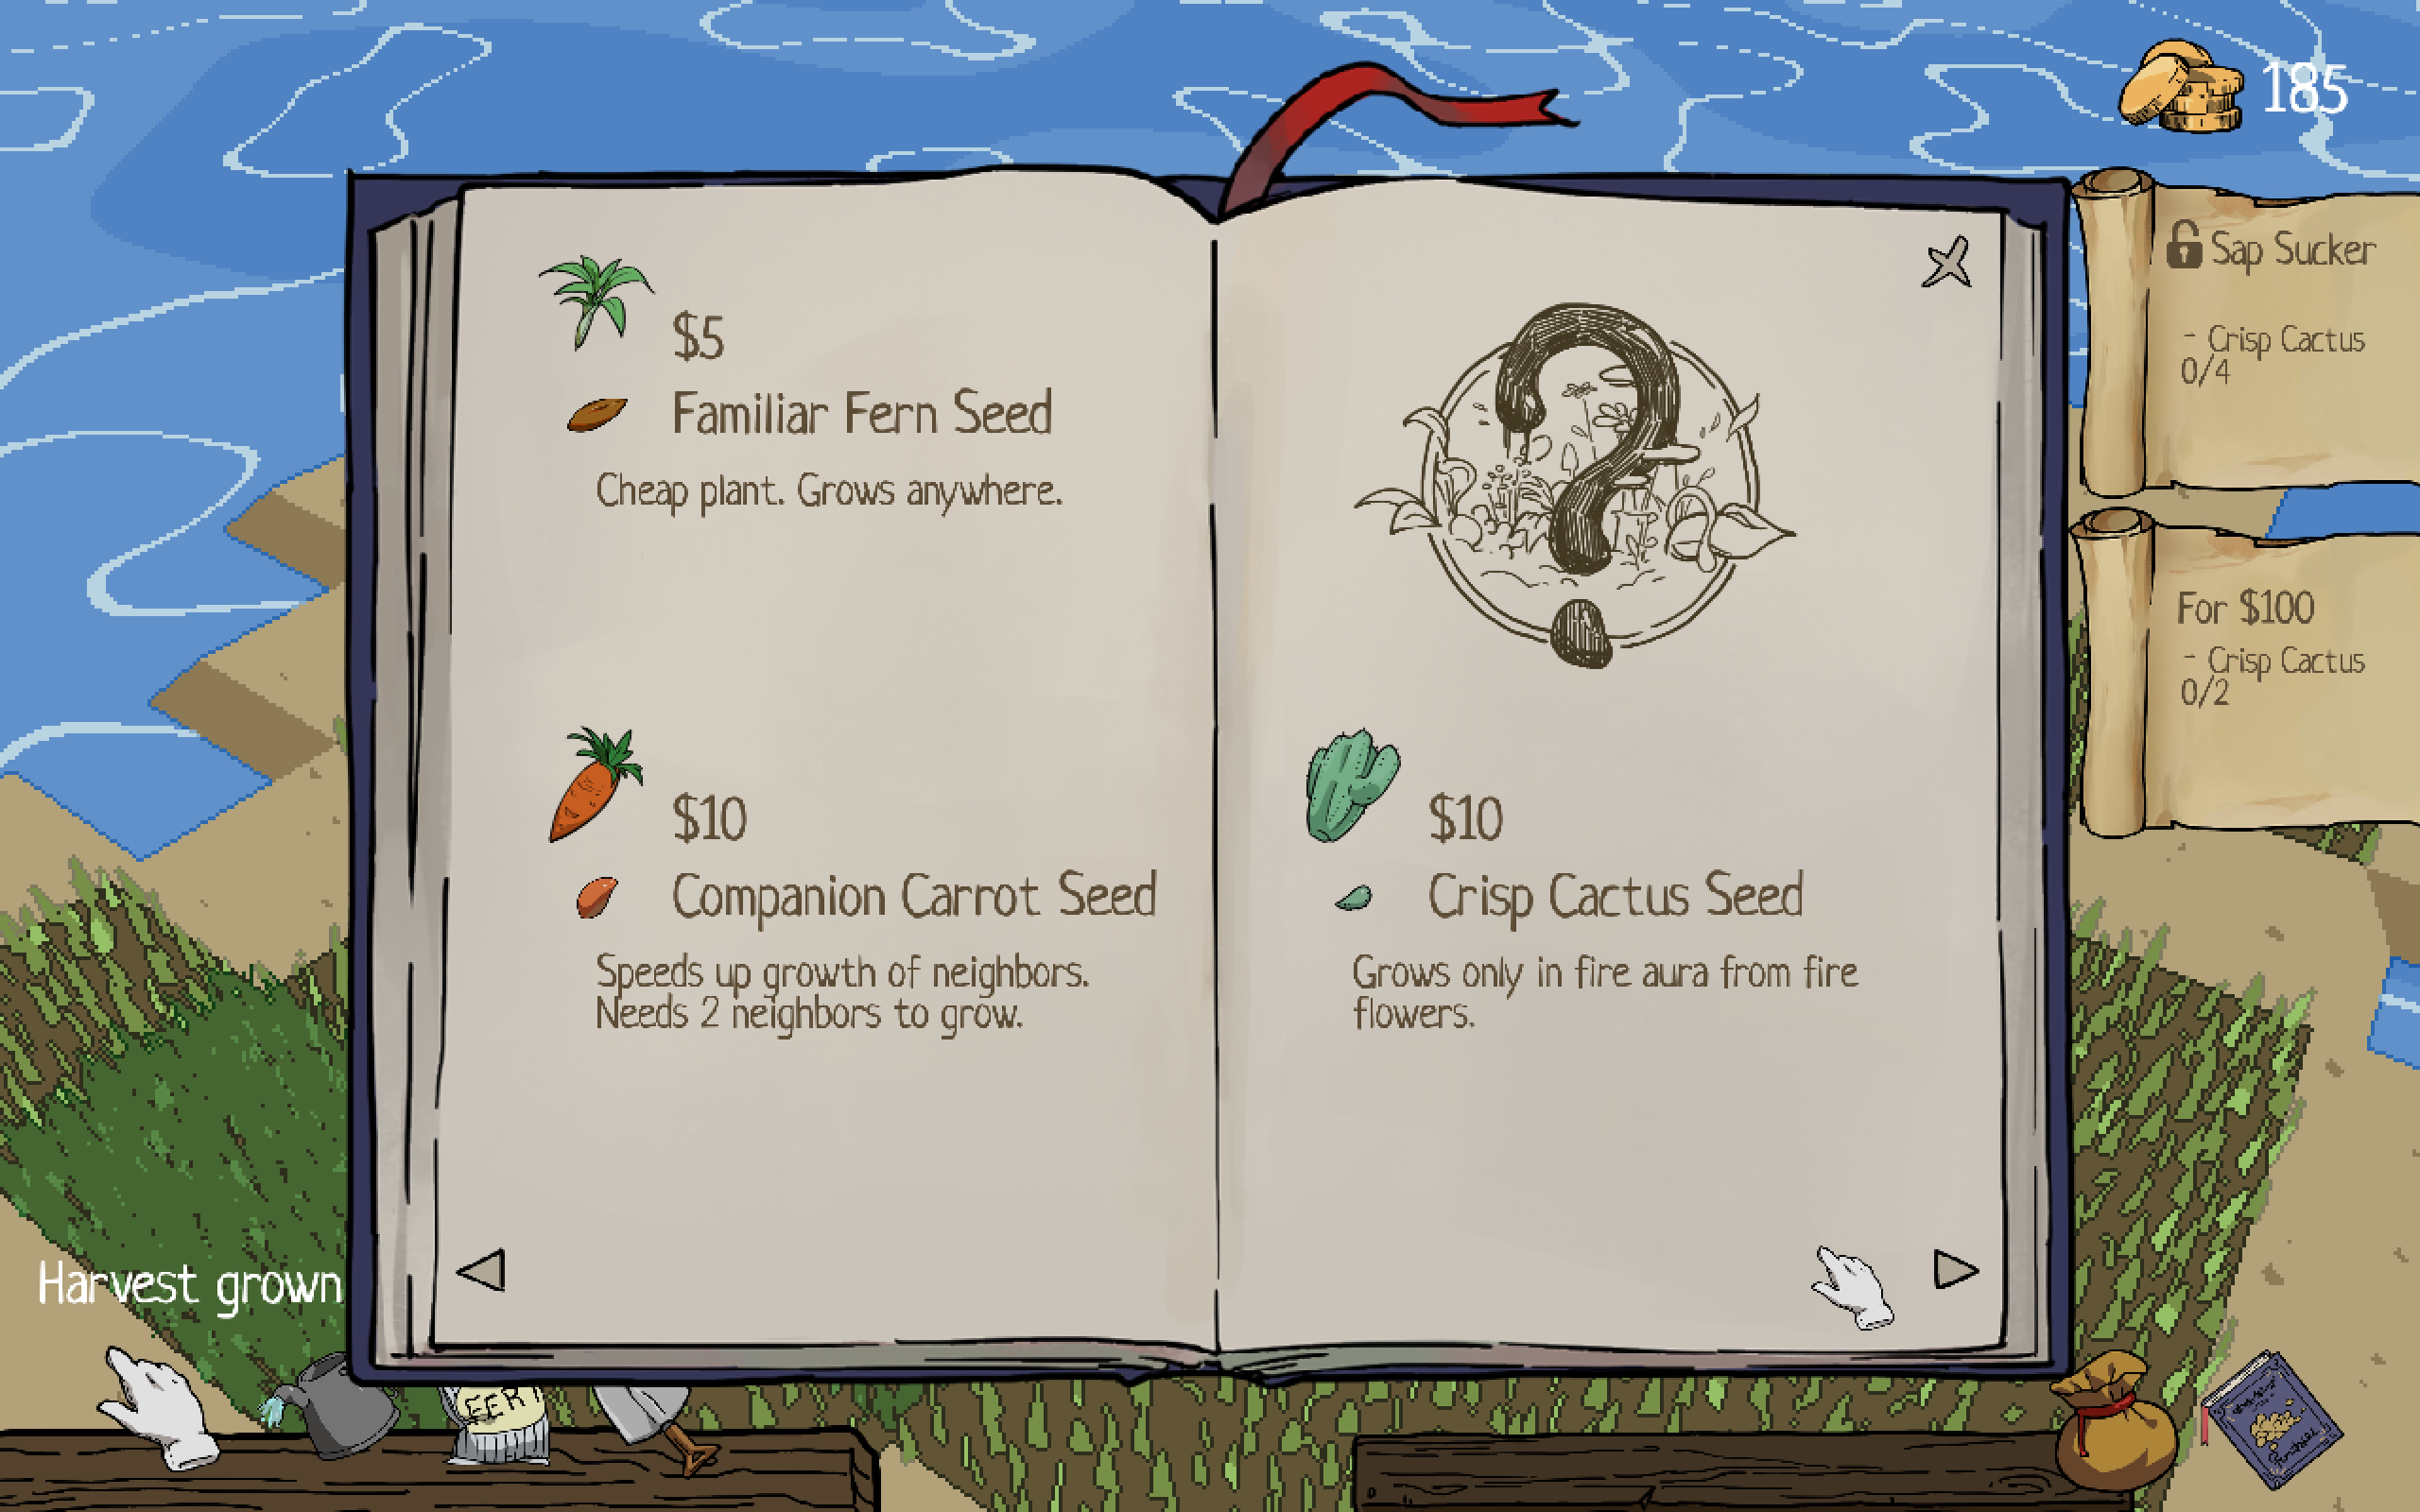 185
$5
Familiar Fern Seed
Cheap plant. Grows anywhere.
$10
Companion Carrot Seed
Speeds up growth of neighbors.
Needs 2 neighbors to grow.
$10
Crisp Cactus Seed
Grows only in fire aura from fire
flowers.
Sap Sucker
- Crisp Cactus
0/4
For $100
- Crisp Cactus
0/2
Harvest grown